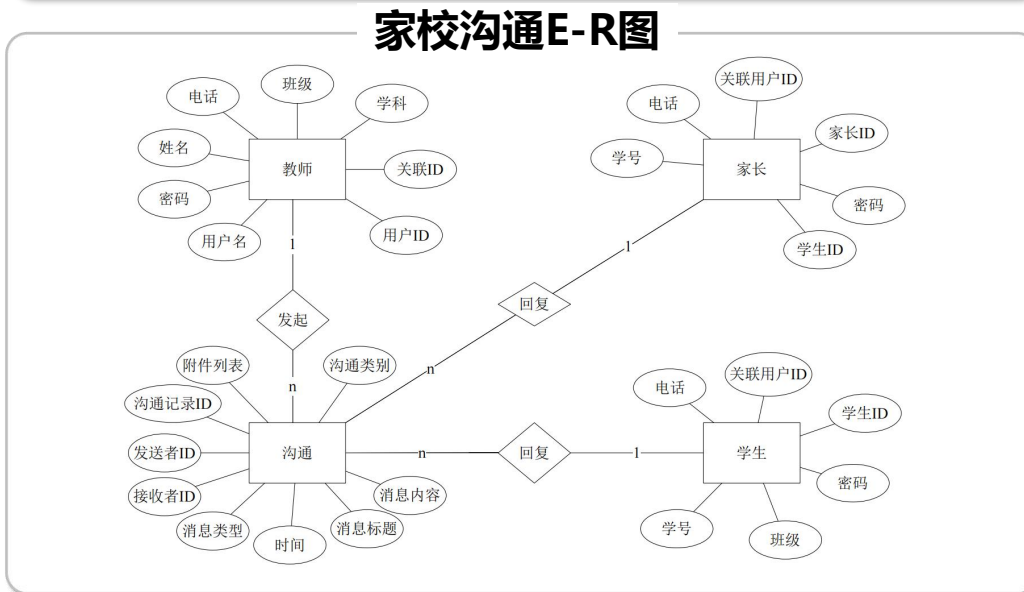 家校沟通E-R图
电话
班级
学科
姓名
教师
关联ID
密码
用户名
用户ID
1
发起
n
关联用户ID
电话
家长ID
学号
家长
密码
学生ID
1
回复
n
附件列表
沟通类别
沟通记录ID
发送者ID
沟通
接收者ID
消息内容
消息类型
时间
消息标题
n
回复
1
关联用户ID
电话
学生ID
学生
密码
学号
班级